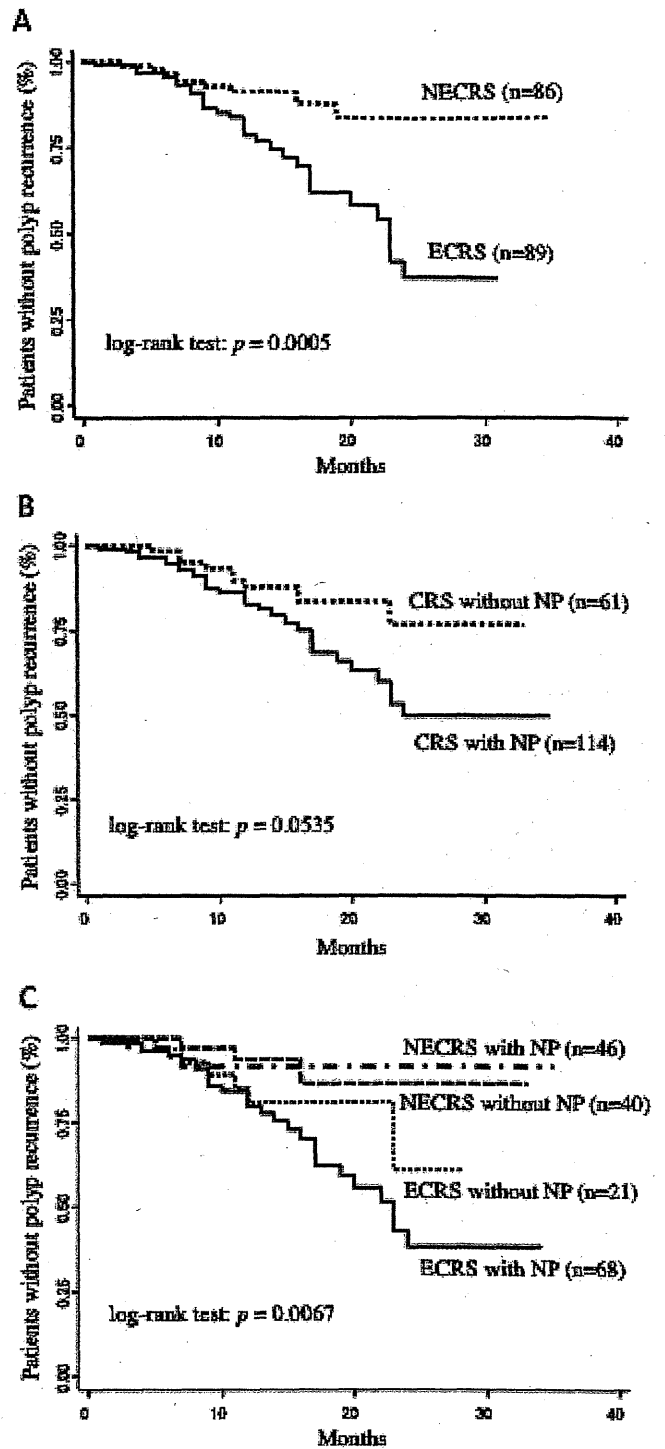 A
Patients without polyp recurrence (%)
1.00
0.75
0.50
0.25
0.00
NECRS (n=86)
ECRS (n=89)
log-rank test: p = 0.0005
0 10 20 30 40
Months
B
Patients without polyp recurrence (%)
1.00
0.75
0.50
0.25
0.00
CRS without NP (n=61)
CRS with NP (n=114)
log-rank test: p = 0.0535
0 10 20 30 40
Months
C
Patients without polyp recurrence (%)
1.00
0.75
0.50
0.25
0.00
NECRS with NP (n=46)
NECRS without NP (n=40)
ECRS without NP (n=21)
ECRS with NP (n=68)
log-rank test: p = 0.0067
0 10 20 30 40
Months